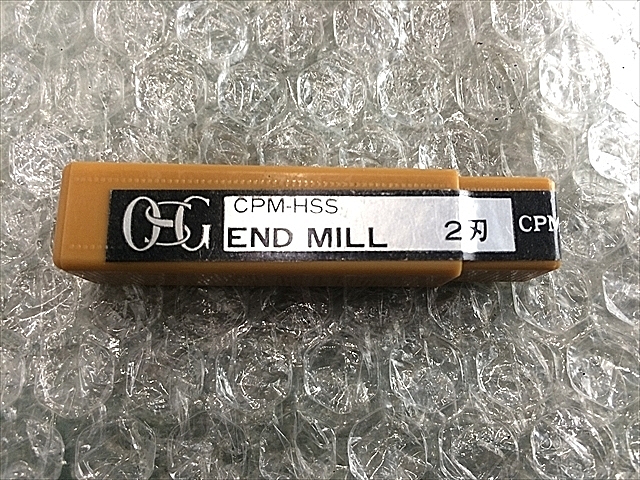 OSG
CPM-HSS
END MILL 2刃
CPM